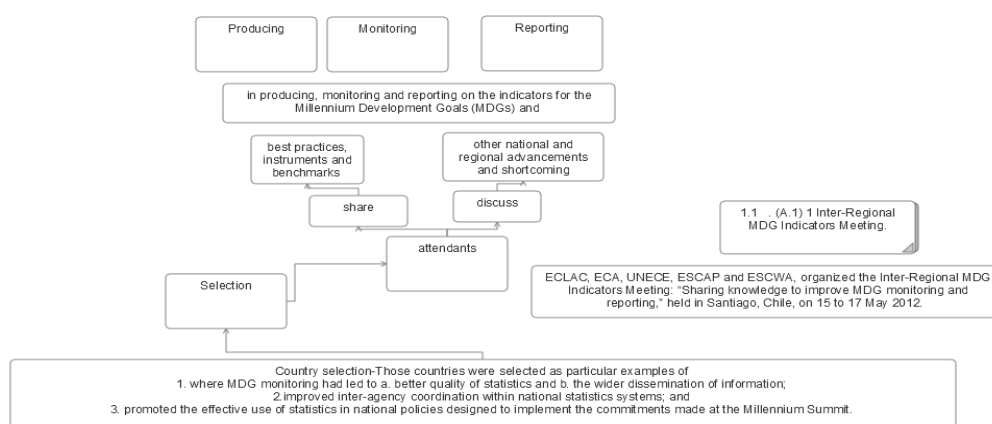 Producing
Monitoring
Reporting
in producing, monitoring and reporting on the indicators for the
Millennium Development Goals (MDGs) and
best practices,
instruments and
benchmarks
other national and
regional advancements
and shortcoming
share
discuss
attendants
1.1 . (A.1) 1 Inter-Regional
MDG Indicators Meeting.
Selection
ECLAC, ECA, UNECE, ESCAP and ESCWA, organized the Inter-Regional MDG
Indicators Meeting: “Sharing knowledge to improve MDG monitoring and
reporting,” held in Santiago, Chile, on 15 to 17 May 2012.
Country selection-Those countries were selected as particular examples of
1. where MDG monitoring had led to a. better quality of statistics and b. the wider dissemination of information;
2.improved inter-agency coordination within national statistics systems; and
3. promoted the effective use of statistics in national policies designed to implement the commitments made at the Millennium Summit.